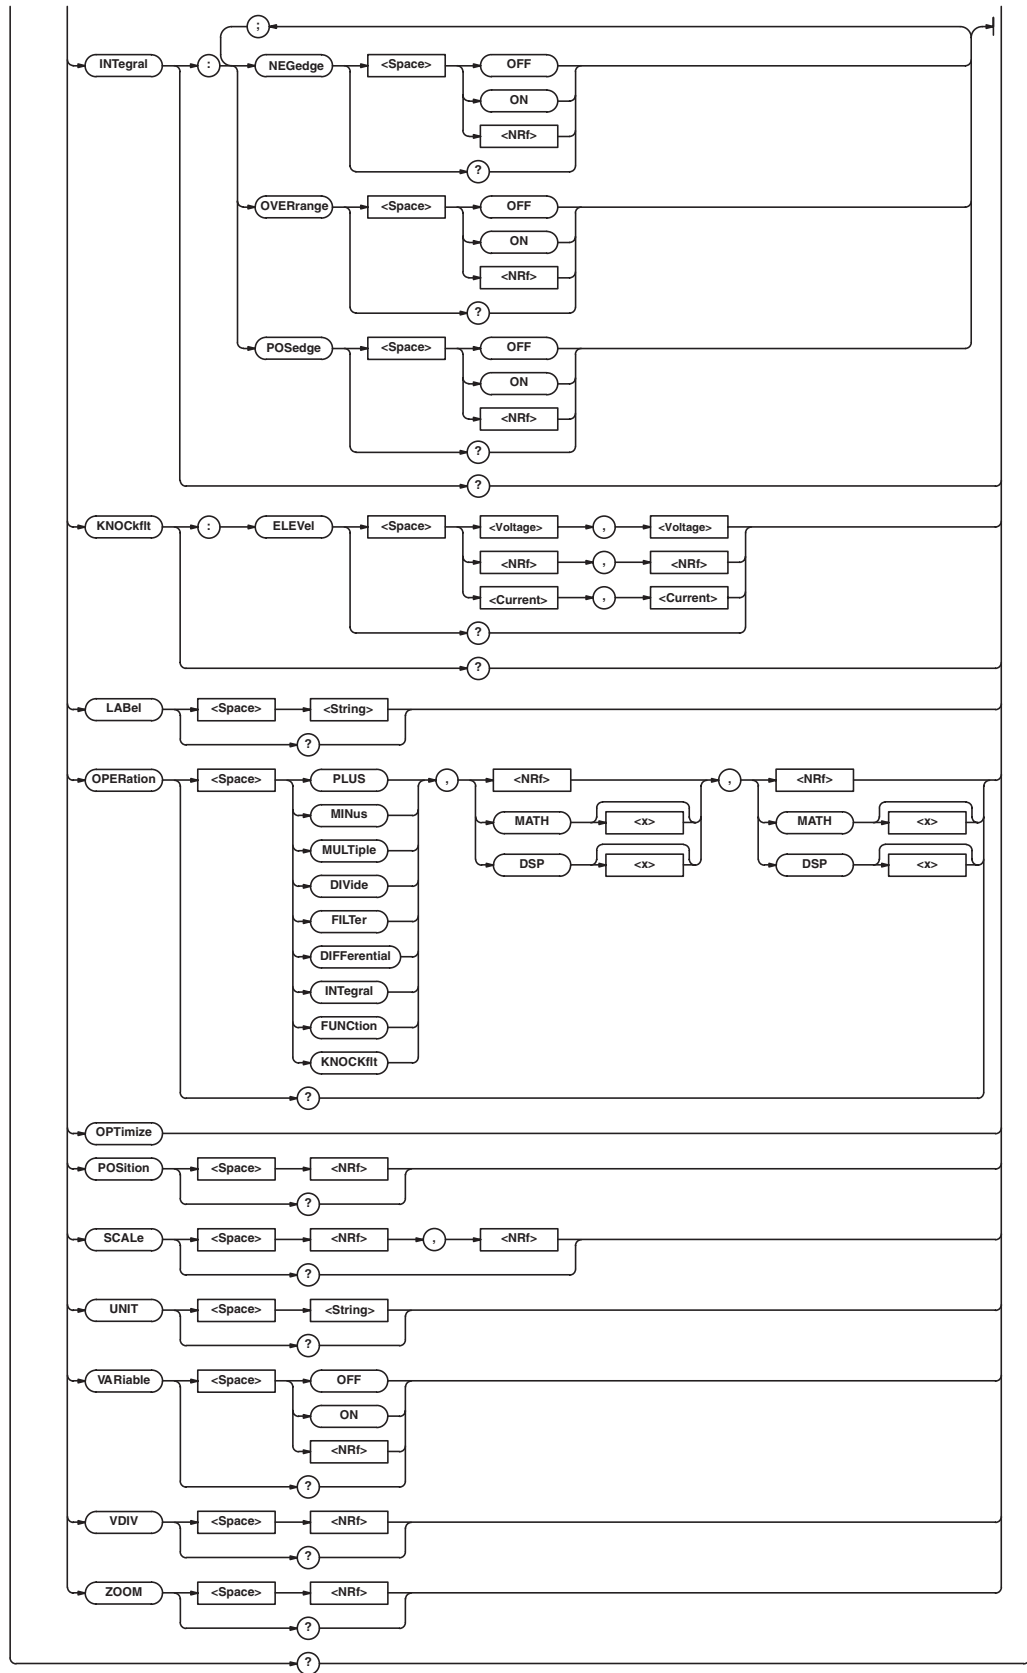 ;
INTegral : NEGedge <Space> OFF
ON
<NRf>
?
OVERrange <Space> OFF
ON
<NRf>
?
POSedge <Space> OFF
ON
<NRf>
?
?
KNOCkflt : ELEVel <Space> <Voltage> , <Voltage>
<NRf> , <NRf>
<Current> , <Current>
?
?
LABel <Space> <String>
?
OPERation <Space> PLUS , <NRf> , <NRf>
MINus MATH <x> MATH <x>
MULTiple DSP <x> DSP <x>
DIVide
FILTer
DIFFerential
INTegral
FUNCtion
KNOCKflt
?
OPTimize
POSition <Space> <NRf>
?
SCALe <Space> <NRf> , <NRf>
?
UNIT <Space> <String>
?
VARiable <Space> OFF
ON
<NRf>
?
VDIV <Space> <NRf>
?
ZOOM <Space> <NRf>
?
?